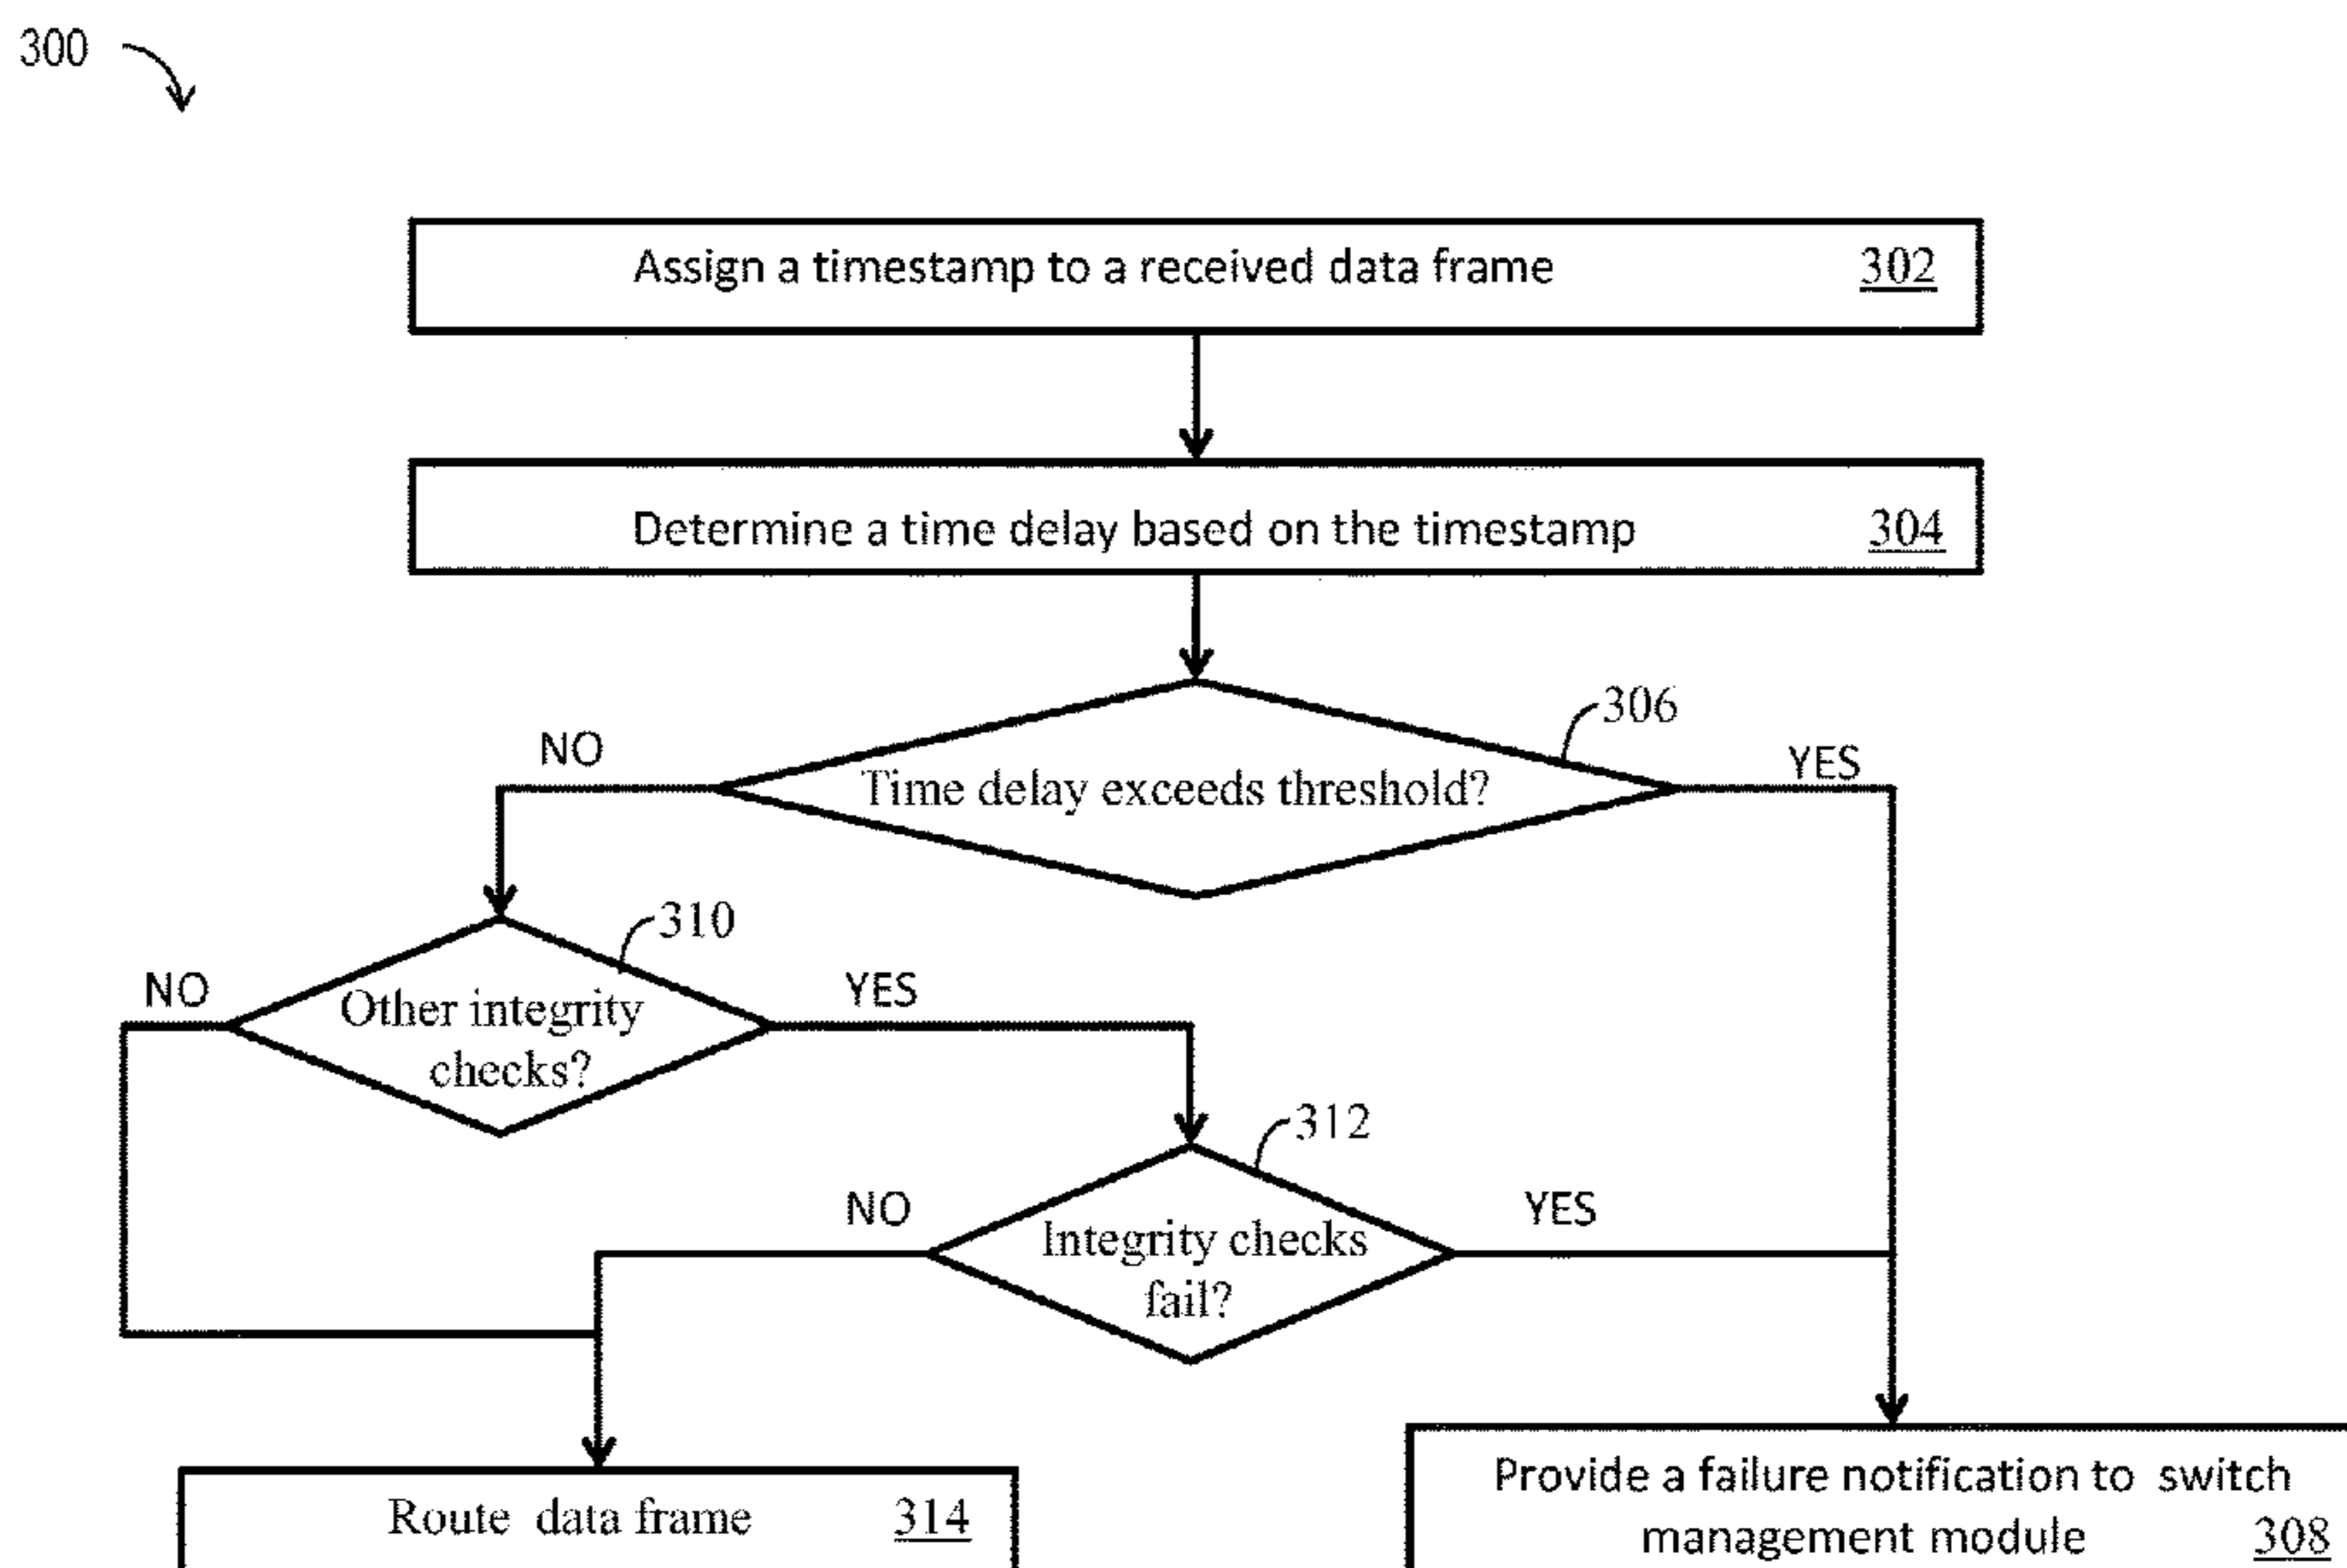 300
Assign a timestamp to a received data frame 302
Determine a time delay based on the timestamp 304
306
NO
YES
Time delay exceeds threshold?
310
NO
YES
Other integrity
checks?
312
NO
YES
Integrity checks
fail?
Route data frame 314
Provide a failure notification to switch
management module 308